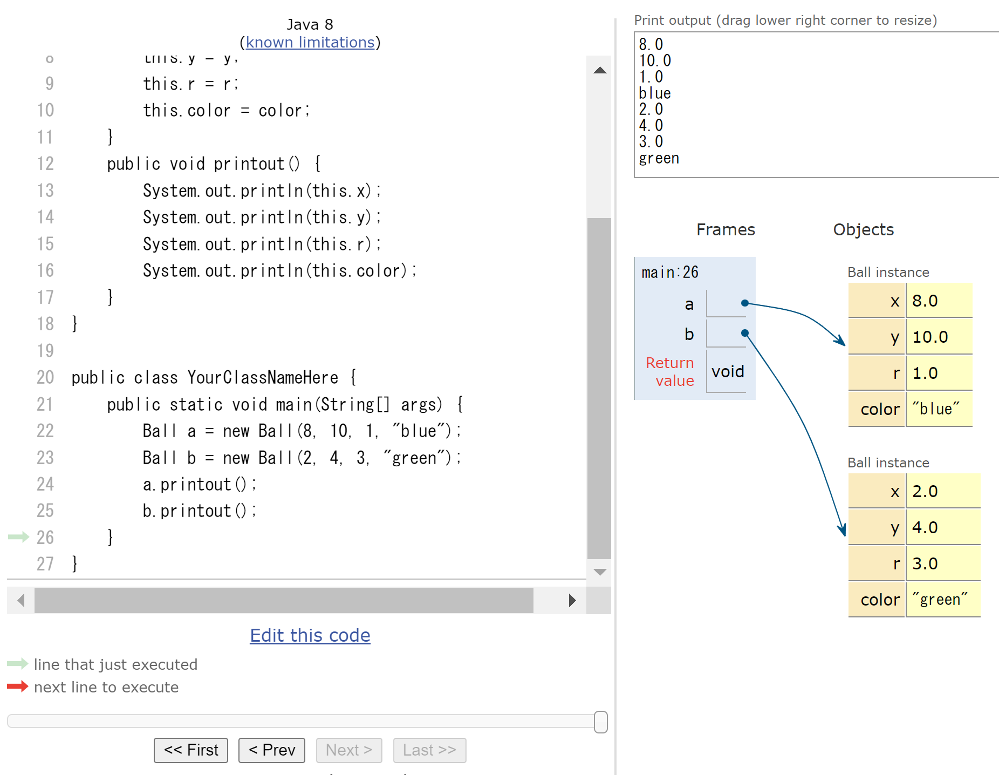 Java 8
(known limitations)
8 this.y = y;
9 this.r = r;
10 this.color = color;
11 }
12 public void printout() {
13 System.out.println(this.x);
14 System.out.println(this.y);
15 System.out.println(this.r);
16 System.out.println(this.color);
17 }
18 }
19
20 public class YourClassNameHere {
21 public static void main(String[] args) {
22 Ball a = new Ball(8, 10, 1, "blue");
23 Ball b = new Ball(2, 4, 3, "green");
24 a.printout();
25 b.printout();
26 }
27 }
Edit this code
line that just executed
next line to execute
<< First < Prev Next > Last >>
Print output (drag lower right corner to resize)
8.0
10.0
1.0
blue
2.0
4.0
3.0
green
Frames Objects
main:26
a
b
Return
value void
Ball instance
x 8.0
y 10.0
r 1.0
color "blue"
Ball instance
x 2.0
y 4.0
r 3.0
color "green"